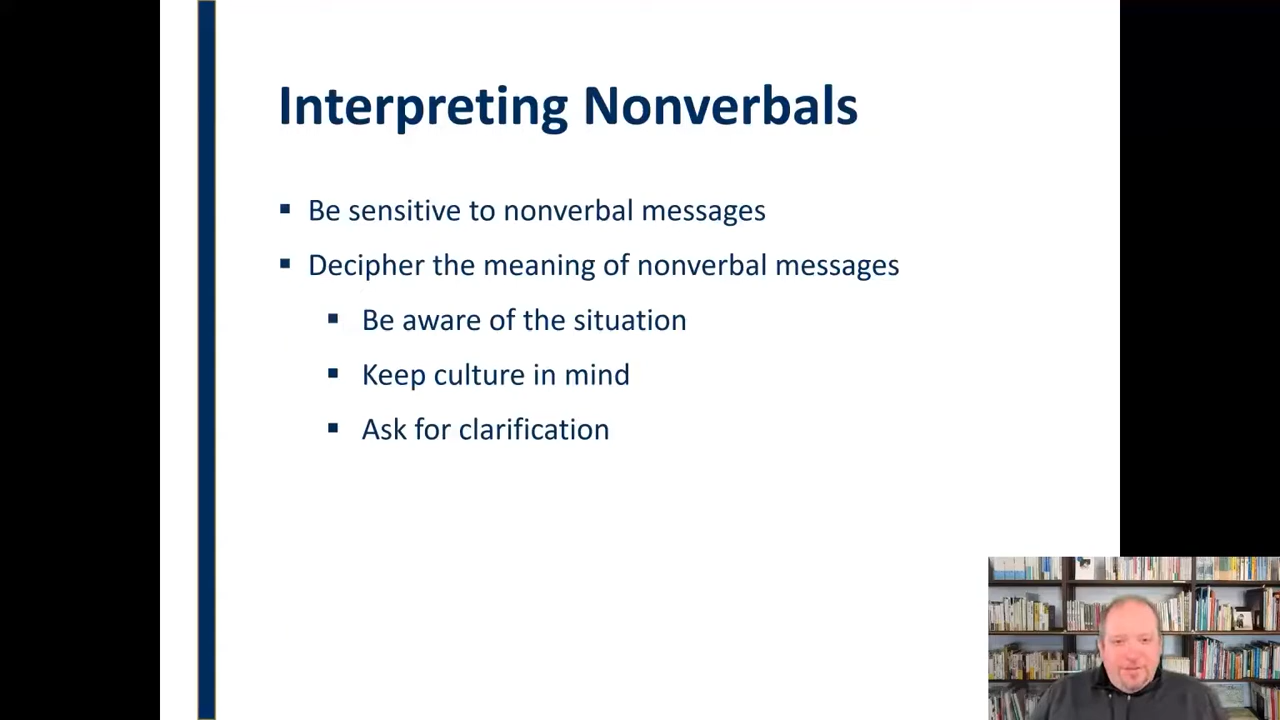 Interpreting Nonverbals
▪ Be sensitive to nonverbal messages
▪ Decipher the meaning of nonverbal messages
▪ Be aware of the situation
▪ Keep culture in mind
▪ Ask for clarification